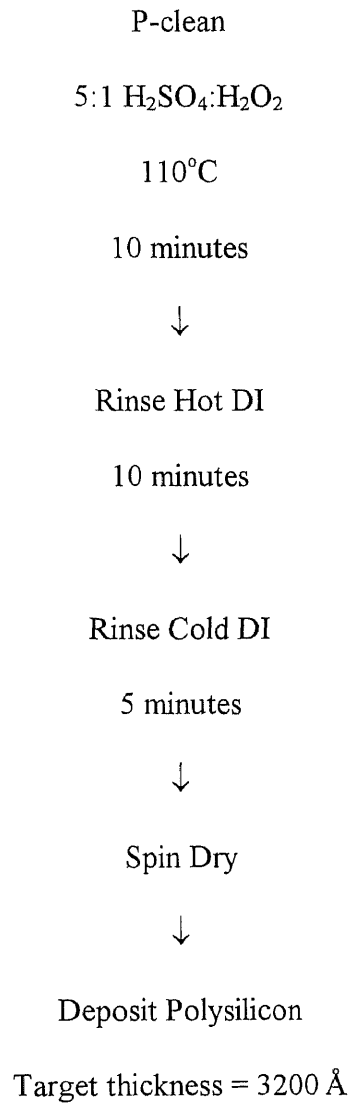 P-clean
5:1 H₂SO₄:H₂O₂
110°C
10 minutes
↓
Rinse Hot DI
10 minutes
↓
Rinse Cold DI
5 minutes
↓
Spin Dry
↓
Deposit Polysilicon
Target thickness = 3200 Å